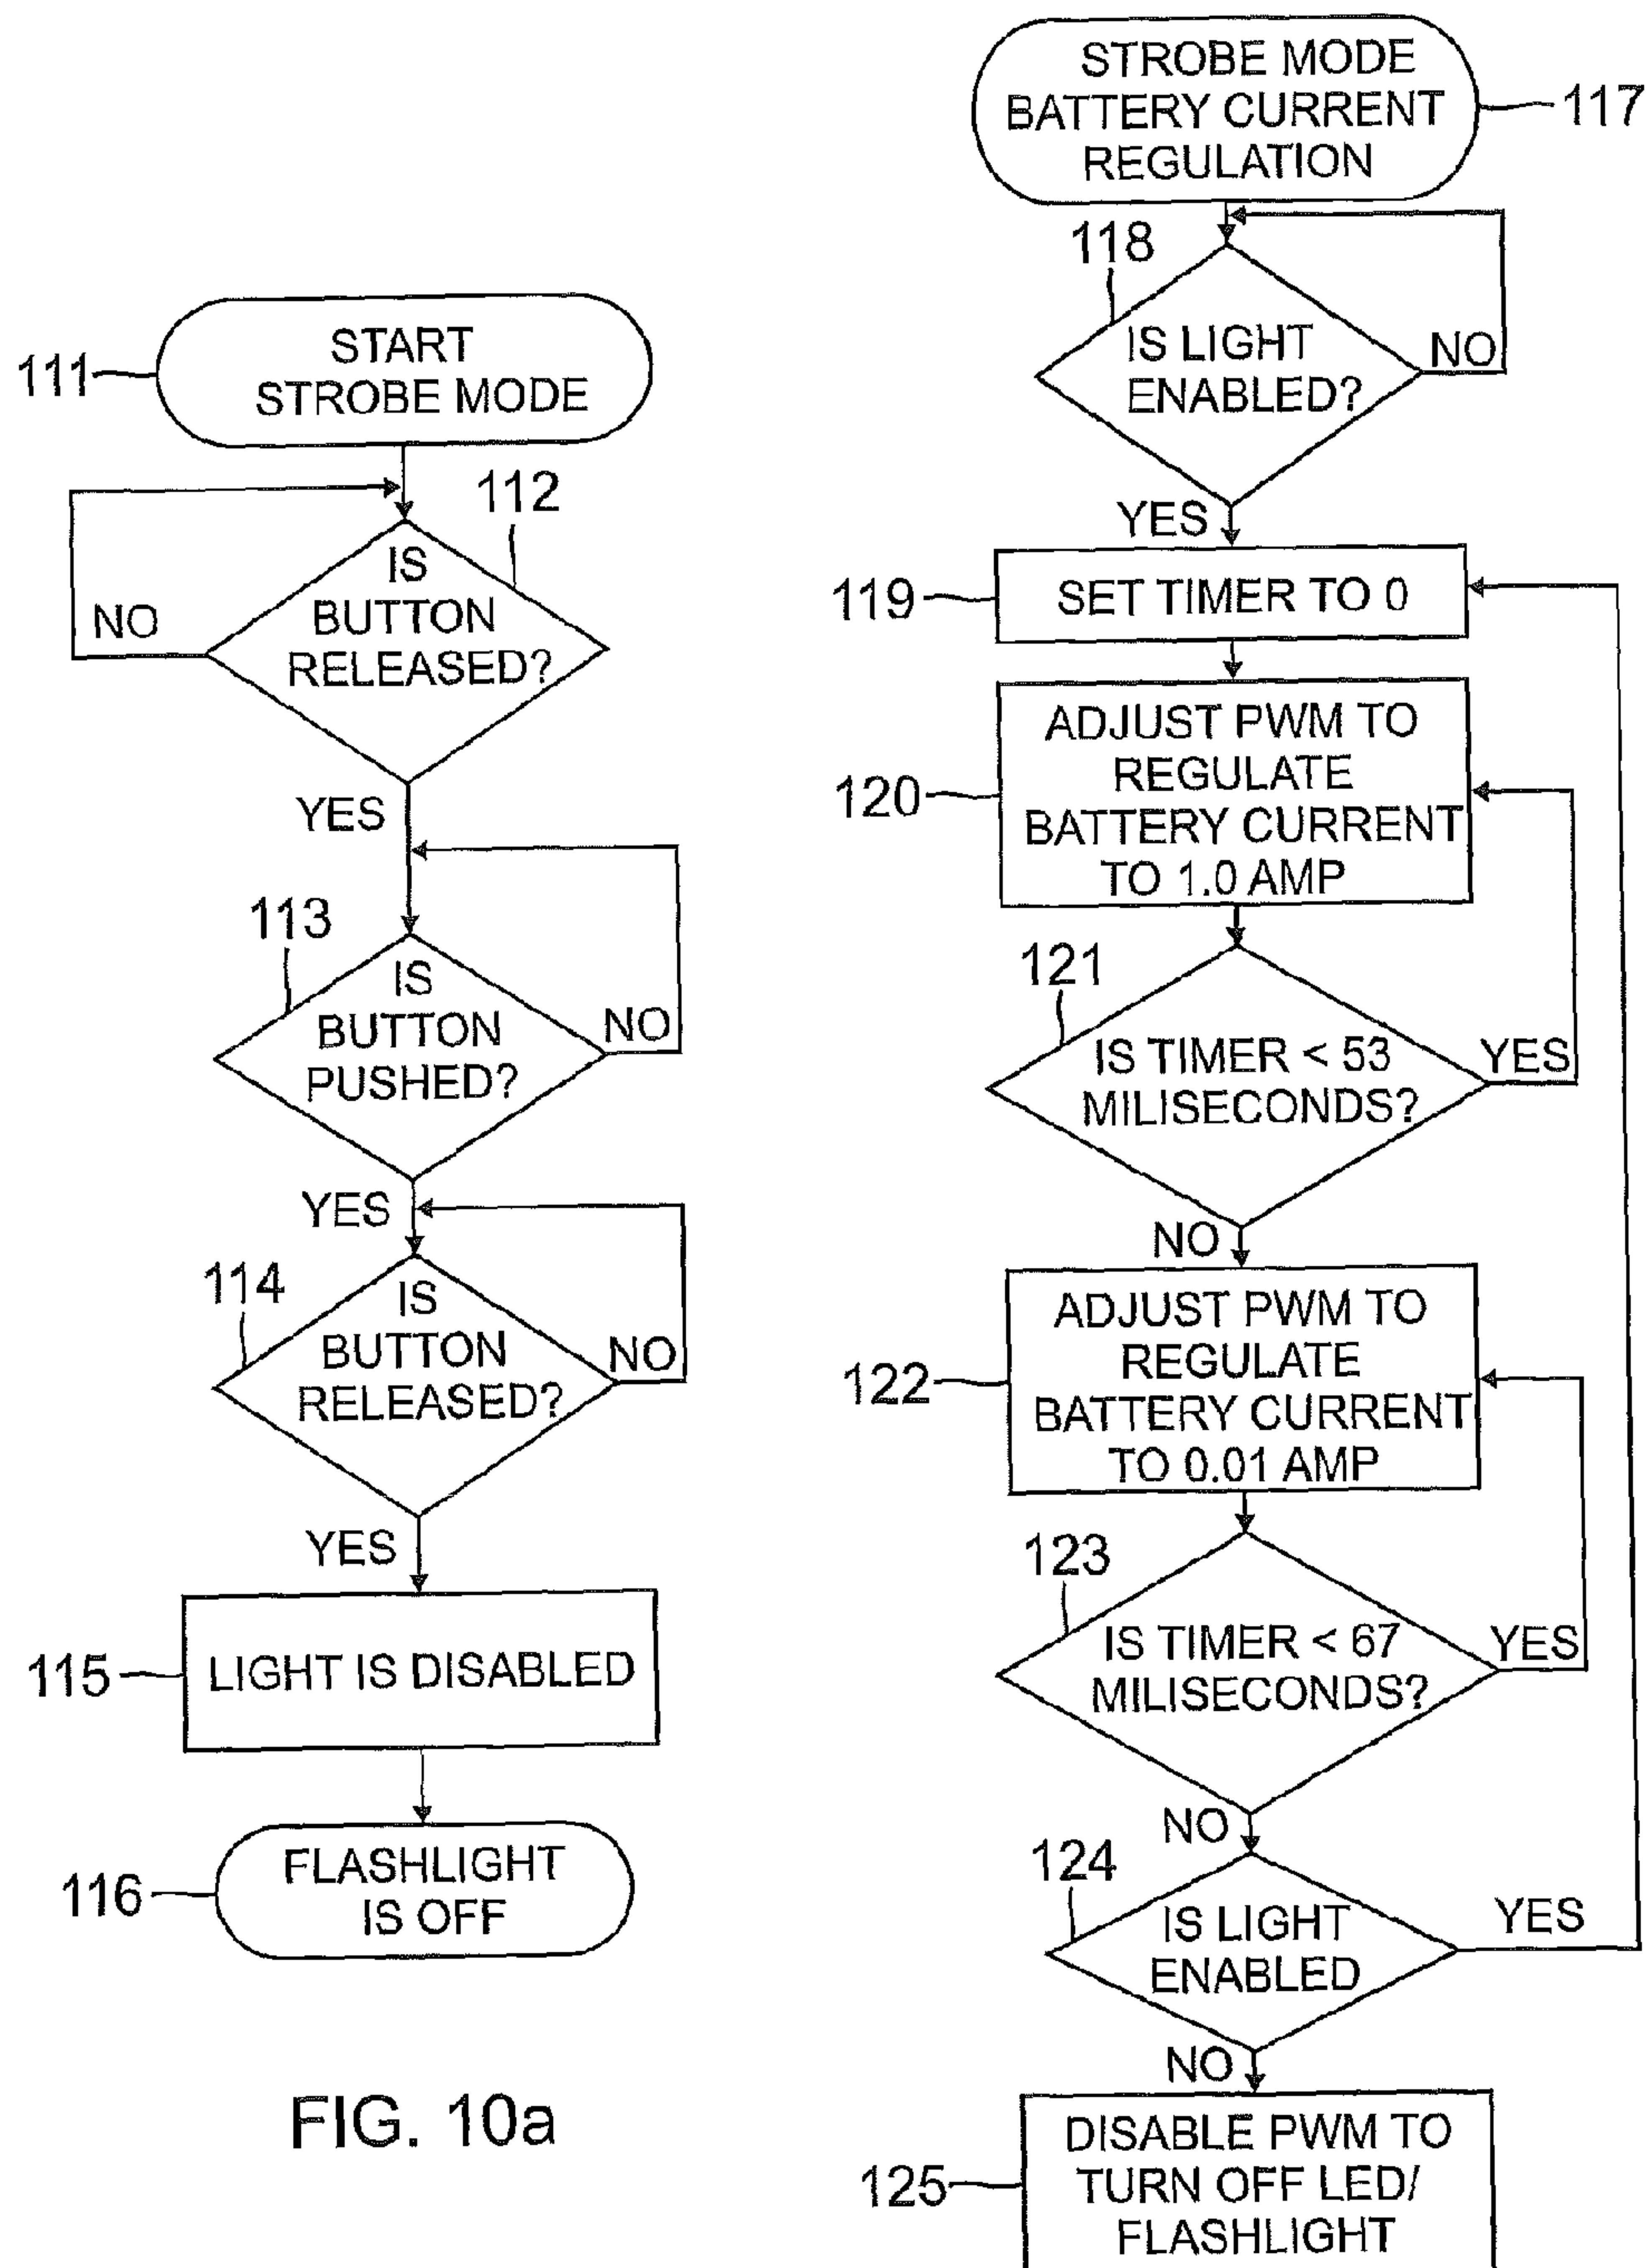 START
STROBE MODE
111
112
IS
BUTTON
RELEASED?
NO
YES
113
IS
BUTTON
PUSHED?
NO
YES
114
IS
BUTTON
RELEASED?
NO
YES
115
LIGHT IS DISABLED
116
FLASHLIGHT
IS OFF
FIG. 10a
STROBE MODE
BATTERY CURRENT
REGULATION
117
118
IS LIGHT
ENABLED?
NO
YES
119
SET TIMER TO 0
120
ADJUST PWM TO
REGULATE
BATTERY CURRENT
TO 1.0 AMP
121
IS TIMER < 53
MILISECONDS?
YES
NO
122
ADJUST PWM TO
REGULATE
BATTERY CURRENT
TO 0.01 AMP
123
IS TIMER < 67
MILISECONDS?
YES
NO
124
IS LIGHT
ENABLED
YES
NO
125
DISABLE PWM TO
TURN OFF LED/
FLASHLIGHT